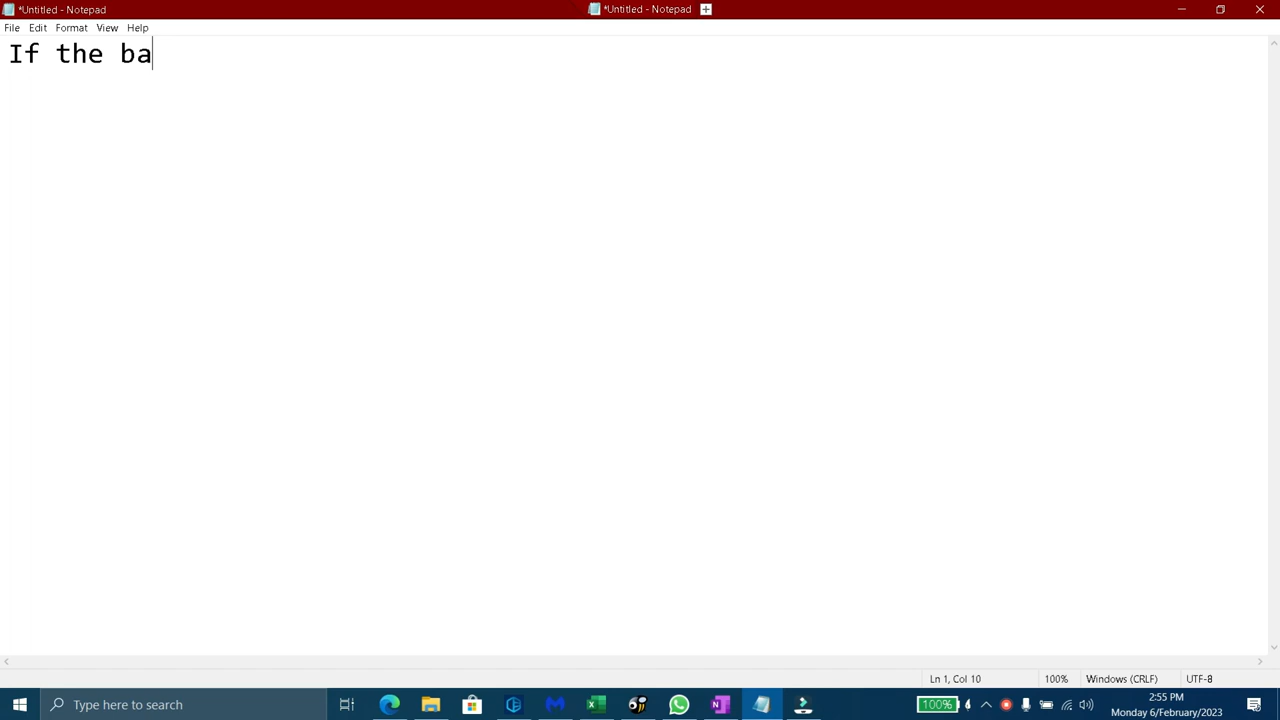 *Untitled - Notepad
*Untitled - Notepad
File Edit Format View Help
If the ba
Ln 1, Col 10 100% Windows (CRLF) UTF-8
Type here to search
100%
2:55 PM
Monday 6/February/2023